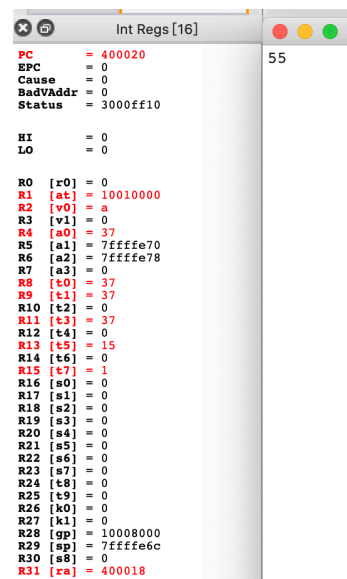 Int Regs [16]
PC = 400020
EPC = 0
Cause = 0
BadVAddr = 0
Status = 3000ff10
HI = 0
LO = 0
R0 [r0] = 0
R1 [at] = 10010000
R2 [v0] = a
R3 [v1] = 0
R4 [a0] = 37
R5 [a1] = 7ffffe70
R6 [a2] = 7ffffe78
R7 [a3] = 0
R8 [t0] = 37
R9 [t1] = 37
R10 [t2] = 0
R11 [t3] = 37
R12 [t4] = 0
R13 [t5] = 15
R14 [t6] = 0
R15 [t7] = 1
R16 [s0] = 0
R17 [s1] = 0
R18 [s2] = 0
R19 [s3] = 0
R20 [s4] = 0
R21 [s5] = 0
R22 [s6] = 0
R23 [s7] = 0
R24 [t8] = 0
R25 [t9] = 0
R26 [k0] = 0
R27 [k1] = 0
R28 [gp] = 10008000
R29 [sp] = 7ffffe6c
R30 [s8] = 0
R31 [ra] = 400018
55